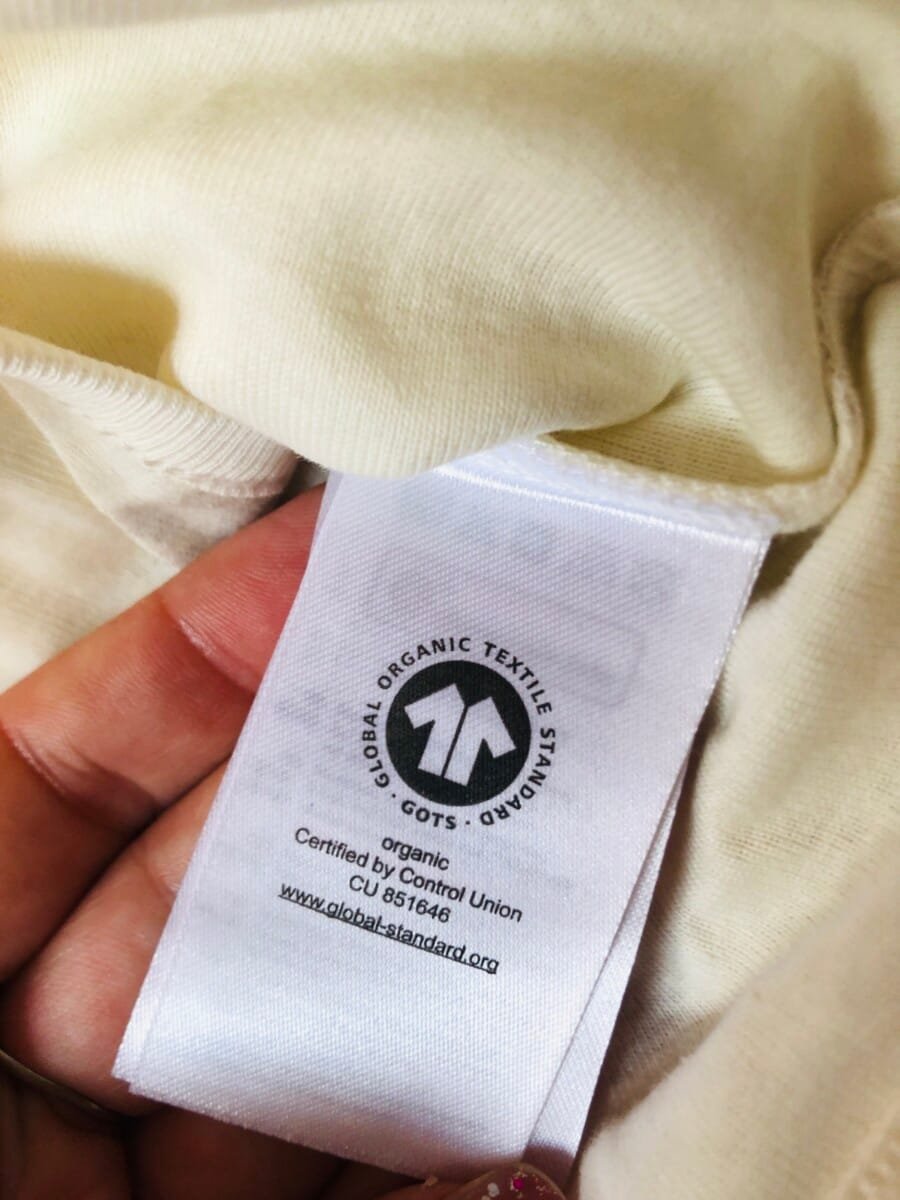 GLOBAL ORGANIC TEXTILE STANDARD · GOTS ·
organic
Certified by Control Union
CU 851646
www.global-standard.org